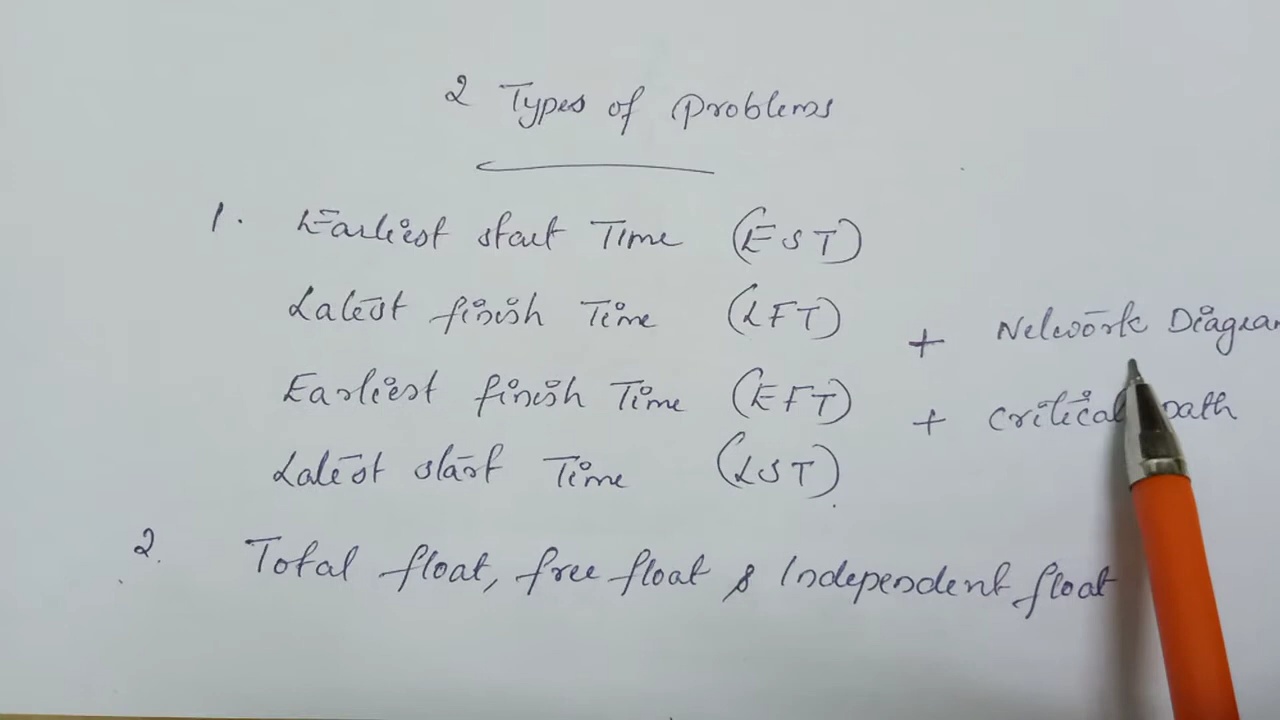 2 Types of Problems
1. Earliest start Time (EST)
Latest finish Time (LFT)
+ Network Diagram
Earliest finish Time (EFT)
+ Critical path
Latest start Time (LST)
2. Total float, free float & Independent float